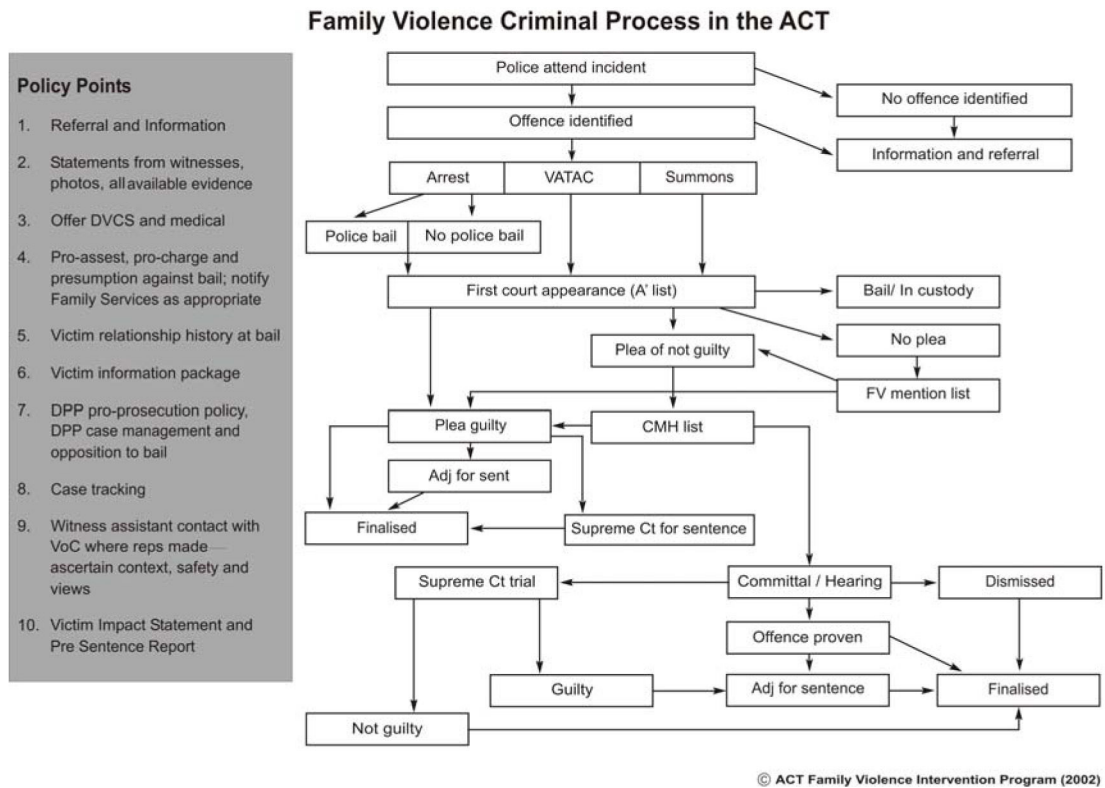 Family Violence Criminal Process in the ACT
Policy Points
1. Referral and Information
2. Statements from witnesses,
photos, all available evidence
3. Offer DVCS and medical
4. Pro-assest, pro-charge and
presumption against bail; notify
Family Services as appropriate
5. Victim relationship history at bail
6. Victim information package
7. DPP pro-prosecution policy,
DPP case management and
opposition to bail
8. Case tracking
9. Witness assistant contact with
VoC where reps made —
ascertain context, safety and
views
10. Victim Impact Statement and
Pre Sentence Report
Police attend incident
No offence identified
Offence identified
Information and referral
Arrest
VATAC
Summons
Police bail
No police bail
First court appearance (A' list)
Bail/ In custody
No plea
Plea of not guilty
FV mention list
Plea guilty
CMH list
Adj for sent
Finalised
Supreme Ct for sentence
Supreme Ct trial
Committal / Hearing
Dismissed
Offence proven
Guilty
Adj for sentence
Finalised
Not guilty
© ACT Family Violence Intervention Program (2002)